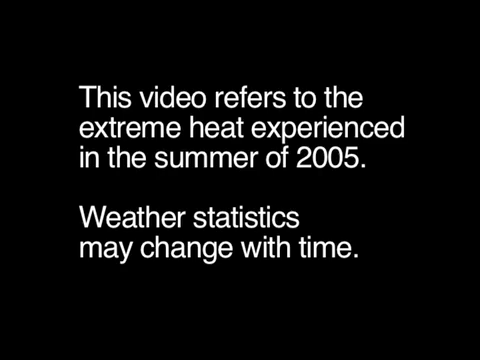 This video refers to the
extreme heat experienced
in the summer of 2005.
Weather statistics
may change with time.